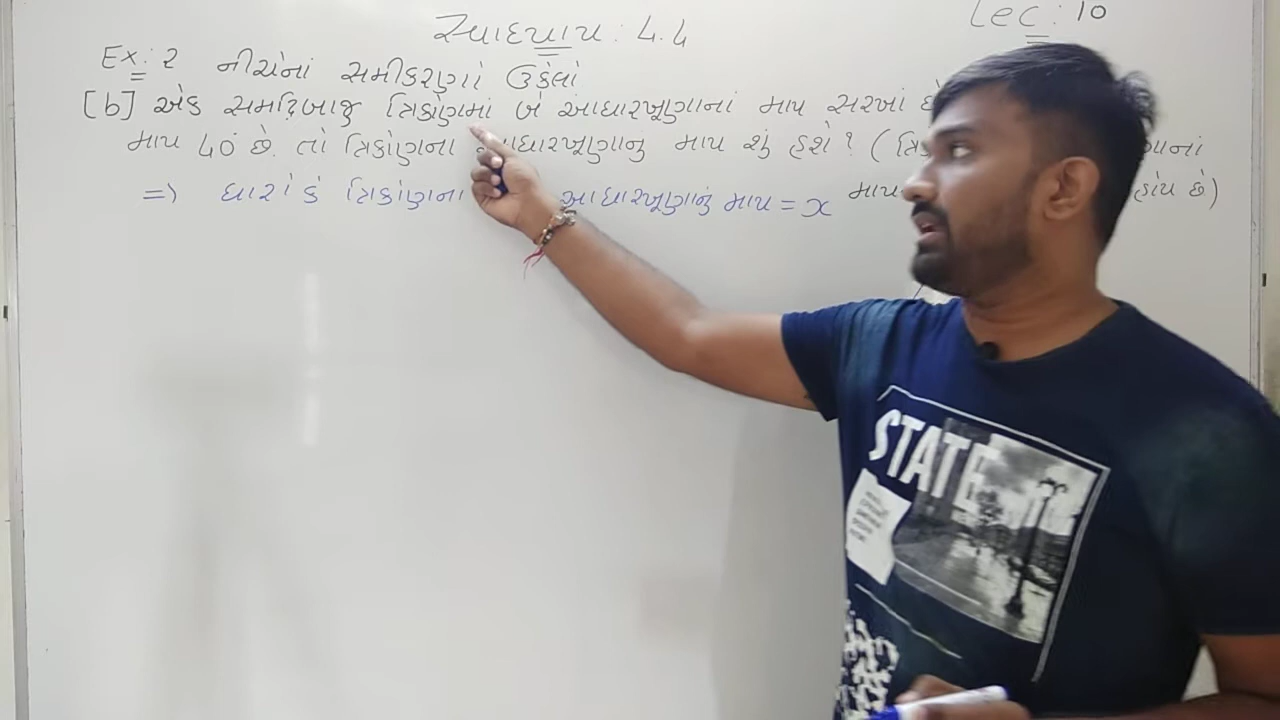 સ્વાધ્યાય : 4.4
Lec : 10
Ex : 2 નીચેનાં સમીકરણો ઉકેલો
[b] એક સમદ્વિબાજુ ત્રિકોણમાં બે આધારખૂણાનાં માપ સરખાં છે
માપ 40° છે. તો ત્રિકોણના આધારખૂણાનું માપ શું હશે? (
=> ધારો કે ત્રિકોણના આધારખૂણાનું માપ = x માપ હોય છે)
STATE